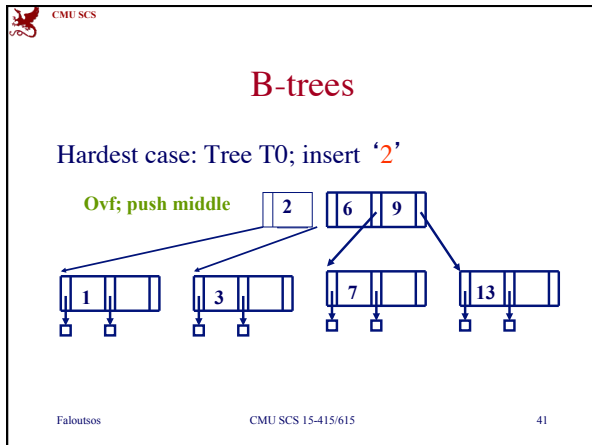 CMU SCS
B-trees
Hardest case: Tree T0; insert ‘2’
Ovf; push middle
2 6 9
1 3 7 13
Faloutsos CMU SCS 15-415/615 41